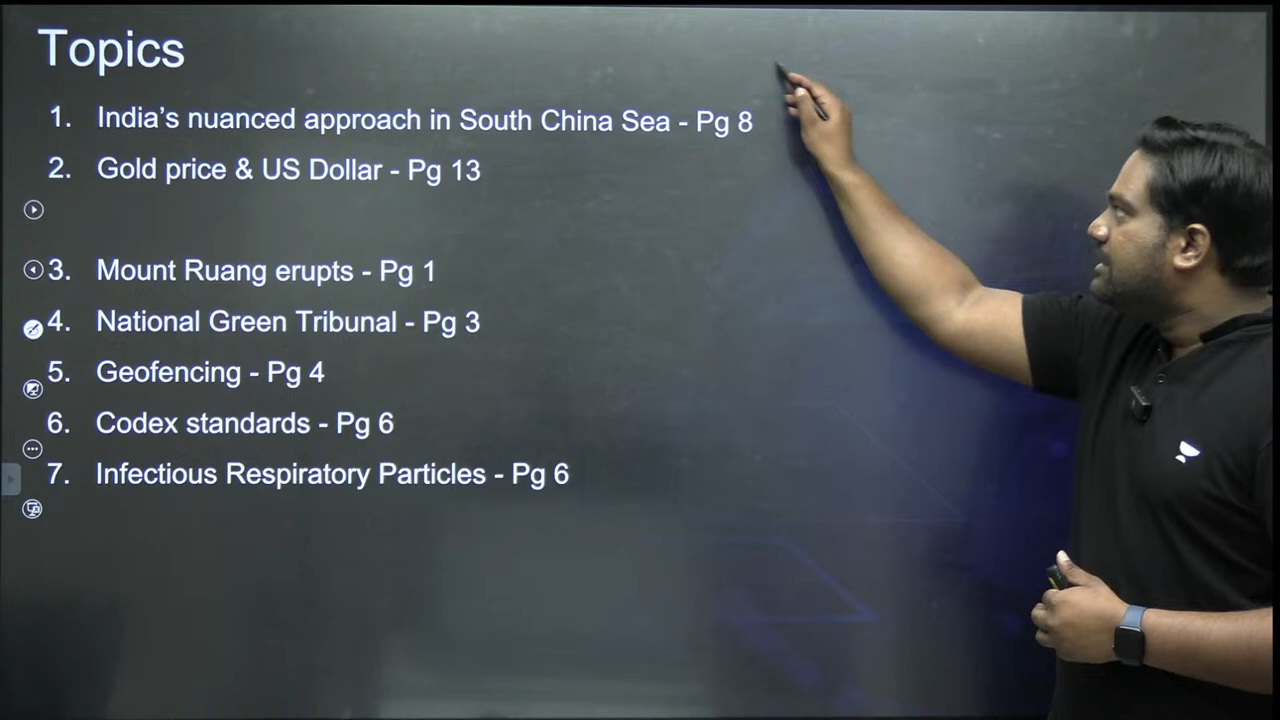 Topics
1. India's nuanced approach in South China Sea - Pg 8
2. Gold price & US Dollar - Pg 13
3. Mount Ruang erupts - Pg 1
4. National Green Tribunal - Pg 3
5. Geofencing - Pg 4
6. Codex standards - Pg 6
7. Infectious Respiratory Particles - Pg 6